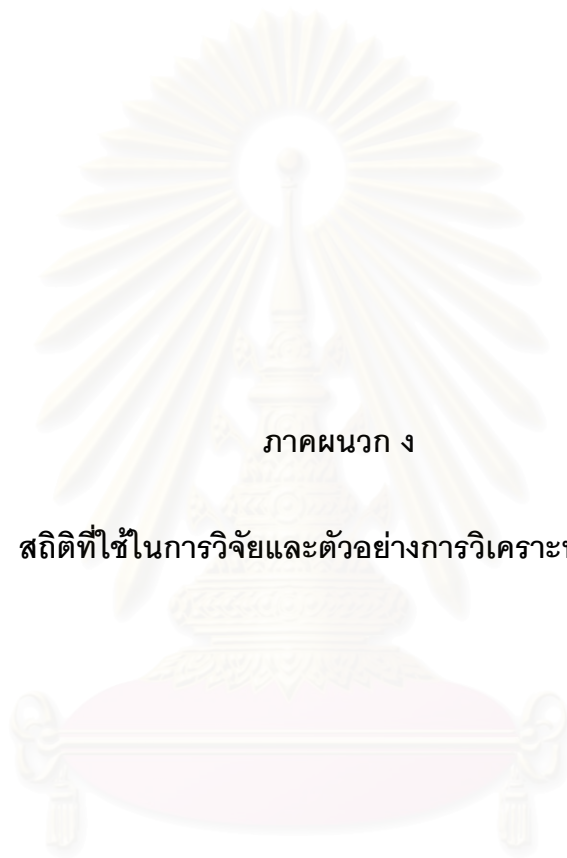 ภาคผนวก ง
สถิติที่ใช้ในการวิจัยและตัวอย่างการวิเคราะห